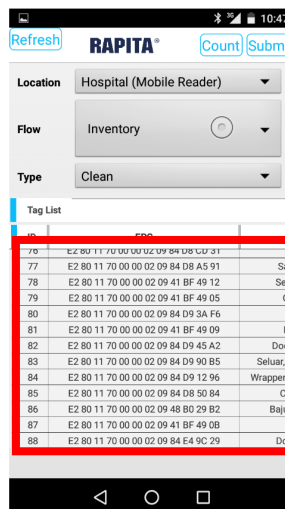 3G 10:47
Refresh RAPITA® Count Subm
Location Hospital (Mobile Reader)
Flow Inventory
Type Clean
Tag List
ID EPC
76 E2 80 11 70 00 00 02 09 84 D8 CD 31
77 E2 80 11 70 00 00 02 09 84 D8 A5 91 Sa
78 E2 80 11 70 00 00 02 09 41 BF 49 12 Se
79 E2 80 11 70 00 00 02 09 41 BF 49 05
80 E2 80 11 70 00 00 02 09 84 D9 3A F6
81 E2 80 11 70 00 00 02 09 41 BF 49 09
82 E2 80 11 70 00 00 02 09 84 D9 45 A2 Do
83 E2 80 11 70 00 00 02 09 84 D9 90 B5 Seluar,
84 E2 80 11 70 00 00 02 09 84 D9 12 96 Wrapper
85 E2 80 11 70 00 00 02 09 84 D8 50 84
86 E2 80 11 70 00 00 02 09 48 B0 29 B2 Baju
87 E2 80 11 70 00 00 02 09 41 BF 49 0B
88 E2 80 11 70 00 00 02 09 84 E4 9C 29 Do